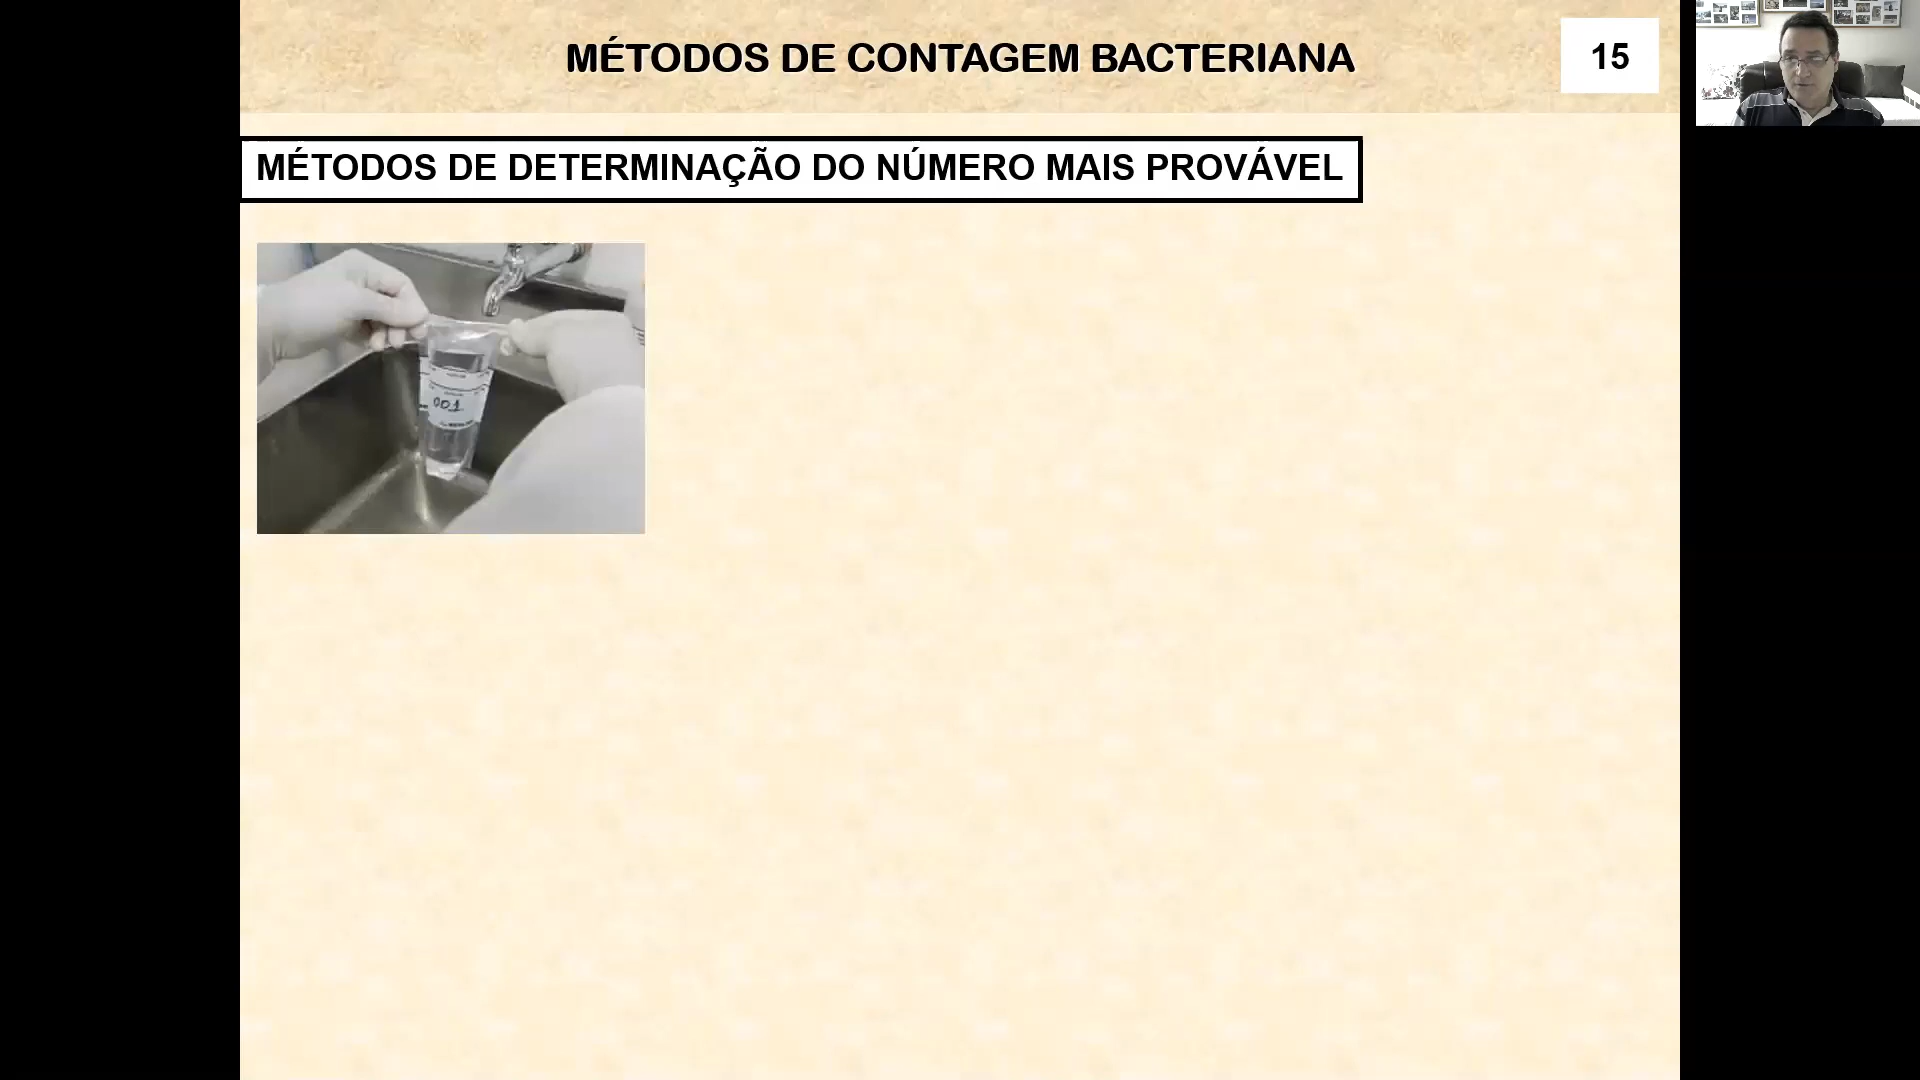 MÉTODOS DE CONTAGEM BACTERIANA
15
MÉTODOS DE DETERMINAÇÃO DO NÚMERO MAIS PROVÁVEL
001